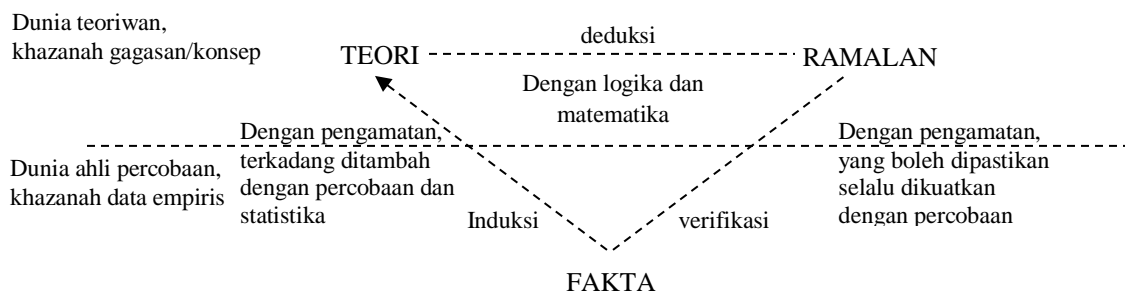 Dunia teoriwan,
khazanah gagasan/konsep
TEORI
deduksi
RAMALAN
Dengan logika dan
matematika
Dengan pengamatan,
terkadang ditambah
dengan percobaan dan
statistika
Dengan pengamatan,
yang boleh dipastikan
selalu dikuatkan
dengan percobaan
Dunia ahli percobaan,
khazanah data empiris
Induksi
verifikasi
FAKTA